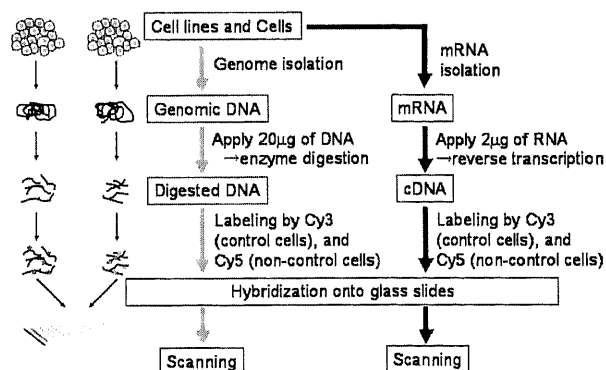 Cell lines and Cells
Genome isolation
mRNA
isolation
Genomic DNA
mRNA
Apply 20μg of DNA
→enzyme digestion
Apply 2μg of RNA
→reverse transcription
Digested DNA
cDNA
Labeling by Cy3
(control cells), and
Cy5 (non-control cells)
Labeling by Cy3
(control cells), and
Cy5 (non-control cells)
Hybridization onto glass slides
Scanning
Scanning